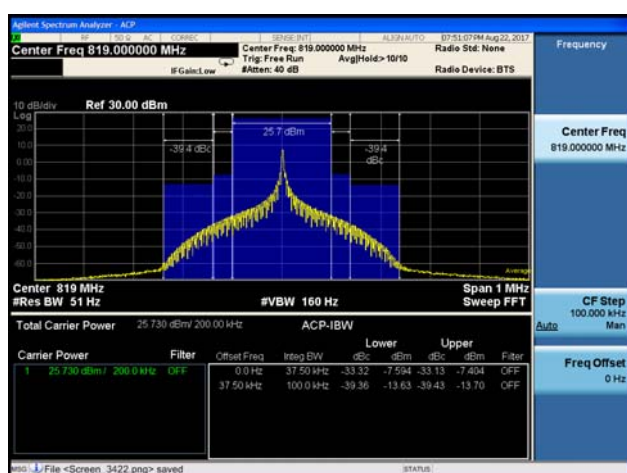 Agilent Spectrum Analyzer - ACP
RF 50 Ω AC CORREC SENSE:INT ALIGN AUTO 07:51:07 PM Aug 22, 2017
Center Freq 819.000000 MHz
Center Freq: 819.000000 MHz
Radio Std: None
Trig: Free Run Avg|Hold:>10/10
IFGain:Low
#Atten: 40 dB
Radio Device: BTS
Frequency
10 dB/div Ref 30.00 dBm
Log
20.0
10.0
0.00
-10.0
-20.0
-30.0
-40.0
-50.0
-60.0
25.7 dBm
-39.4 dBc
-39.4
dBc
Average
Center Freq
819.000000 MHz
Center 819 MHz
Span 1 MHz
#Res BW 51 Hz
#VBW 160 Hz
Sweep FFT
CF Step
100.000 kHz
Auto Man
Total Carrier Power 25.730 dBm/ 200.00 kHz ACP-IBW
Lower Upper
Carrier Power Filter Offset Freq Integ BW dBc dBm dBc dBm Filter
1 25.730 dBm / 200.0 kHz OFF 0.0 Hz 37.50 kHz -33.32 -7.594 -33.13 -7.404 OFF
37.50 kHz 100.0 kHz -39.36 -13.63 -39.43 -13.70 OFF
Freq Offset
0 Hz
MSG File <Screen_3422.png> saved STATUS